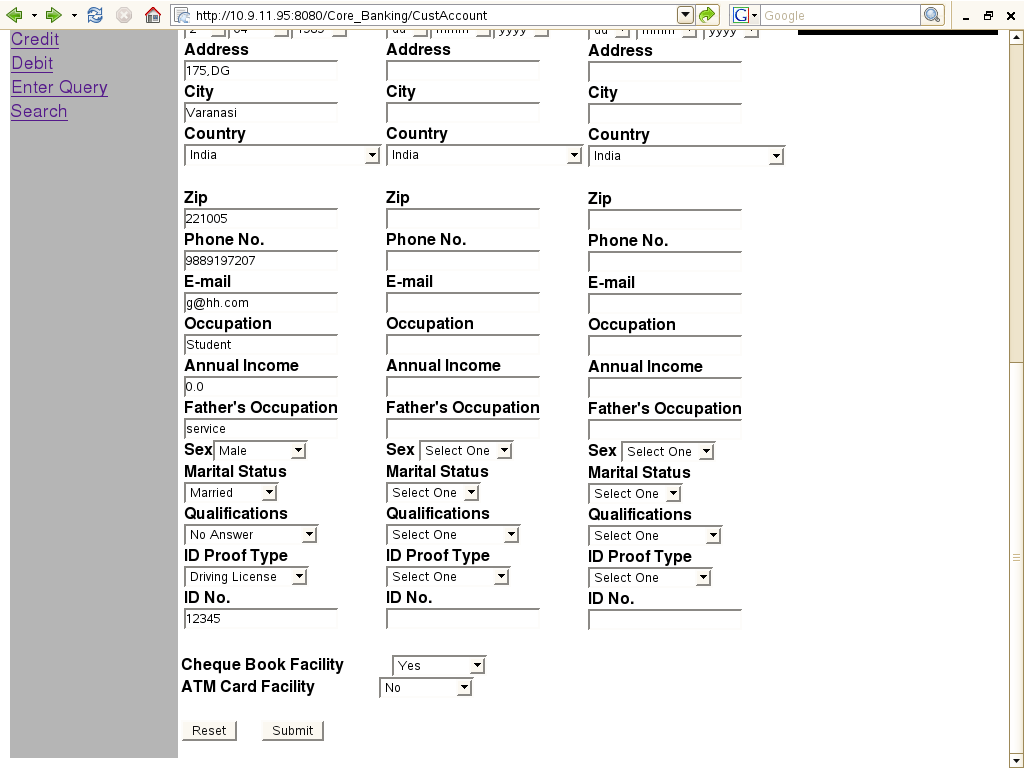 http://10.9.11.95:8080/Core_Banking/CustAccount Google
Credit
Debit
Enter Query
Search
dd mmm yyyy dd mmm yyyy
Address Address Address
175,DG
City City City
Varanasi
Country Country Country
India India India
Zip Zip Zip
221005
Phone No. Phone No. Phone No.
9889197207
E-mail E-mail E-mail
g@hh.com
Occupation Occupation Occupation
Student
Annual Income Annual Income Annual Income
0.0
Father's Occupation Father's Occupation Father's Occupation
service
Sex Male Sex Select One Sex Select One
Marital Status Marital Status Marital Status
Married Select One Select One
Qualifications Qualifications Qualifications
No Answer Select One Select One
ID Proof Type ID Proof Type ID Proof Type
Driving License Select One Select One
ID No. ID No. ID No.
12345
Cheque Book Facility Yes
ATM Card Facility No
Reset Submit